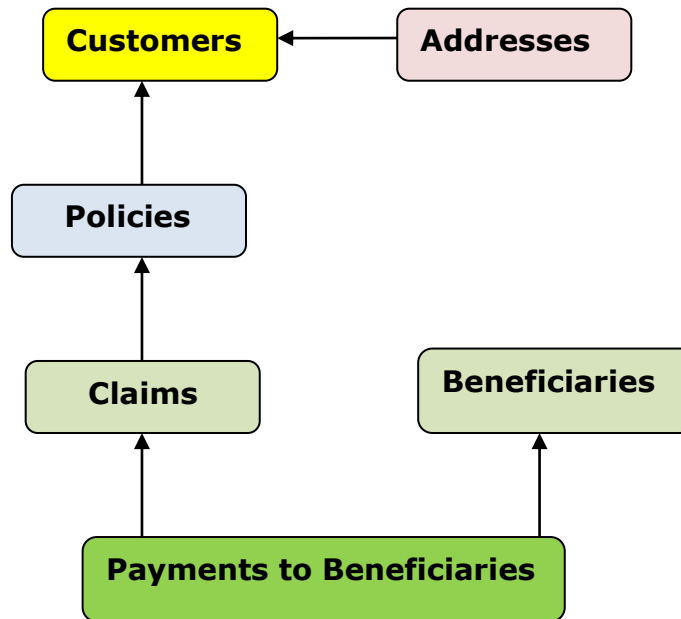 Customers
Addresses
Policies
Claims
Beneficiaries
Payments to Beneficiaries